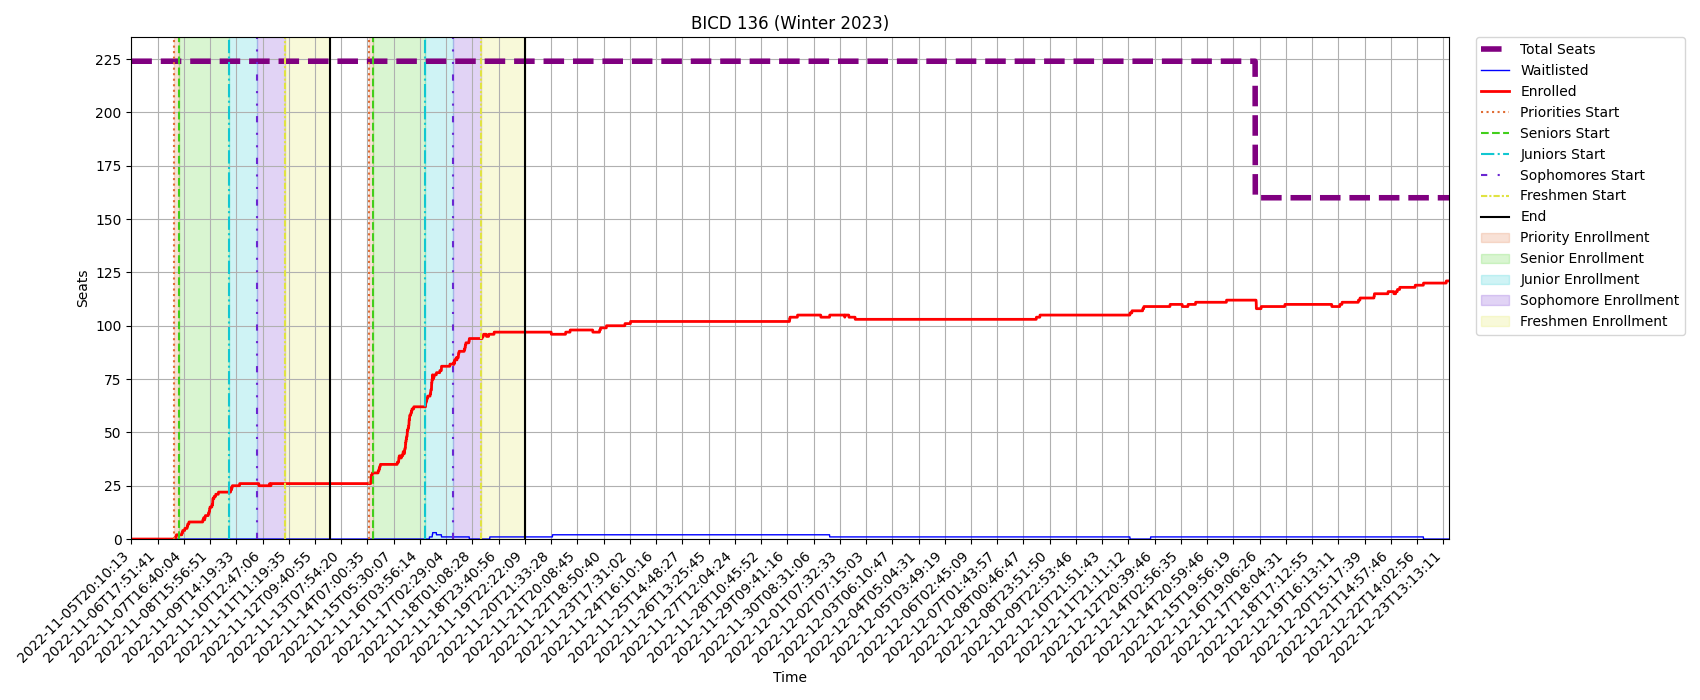 BICD 136 (Winter 2023)
Total Seats
Waitlisted
Enrolled
Priorities Start
Seniors Start
Juniors Start
Sophomores Start
Freshmen Start
End
Priority Enrollment
Senior Enrollment
Junior Enrollment
Sophomore Enrollment
Freshmen Enrollment
Seats
225
200
175
150
125
100
75
50
25
0
2022-11-05T20:10:13
2022-11-06T17:51:41
2022-11-07T16:40:04
2022-11-08T15:56:51
2022-11-09T14:19:33
2022-11-10T12:47:06
2022-11-11T11:19:35
2022-11-12T09:40:55
2022-11-13T07:54:20
2022-11-14T07:00:35
2022-11-15T05:30:07
2022-11-16T03:56:14
2022-11-17T02:29:04
2022-11-18T01:08:28
2022-11-18T23:40:56
2022-11-19T22:22:09
2022-11-20T21:33:28
2022-11-21T20:08:45
2022-11-22T18:50:40
2022-11-23T17:31:02
2022-11-24T16:10:16
2022-11-25T14:48:27
2022-11-26T13:25:45
2022-11-27T12:04:24
2022-11-28T10:45:52
2022-11-29T09:41:16
2022-11-30T08:31:06
2022-12-01T07:32:33
2022-12-02T07:15:03
2022-12-03T06:10:47
2022-12-04T05:04:31
2022-12-05T03:49:19
2022-12-06T02:45:09
2022-12-07T01:43:57
2022-12-08T00:46:47
2022-12-08T23:51:50
2022-12-09T22:53:46
2022-12-10T21:51:43
2022-12-11T21:11:12
2022-12-12T20:39:46
2022-12-14T02:56:35
2022-12-14T20:59:46
2022-12-15T19:56:19
2022-12-16T19:06:26
2022-12-17T18:04:31
2022-12-18T17:12:55
2022-12-19T16:13:11
2022-12-20T15:17:39
2022-12-21T14:57:46
2022-12-22T14:02:56
2022-12-23T13:13:11
Time